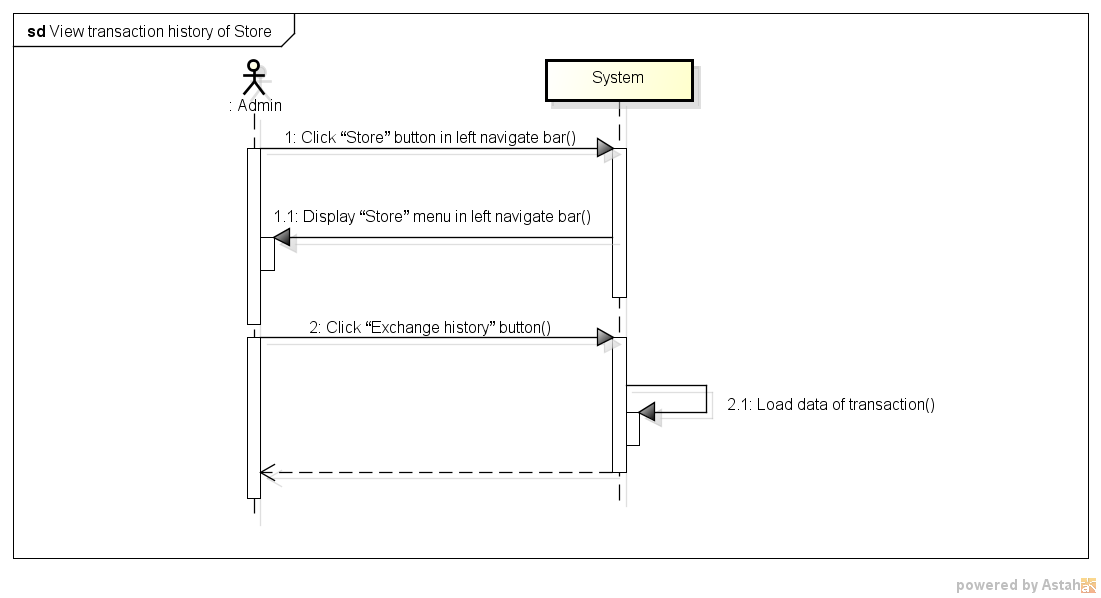 sd View transaction history of Store
: Admin
System
1: Click “Store” button in left navigate bar()
1.1: Display “Store” menu in left navigate bar()
2: Click “Exchange history” button()
2.1: Load data of transaction()
powered by Astah